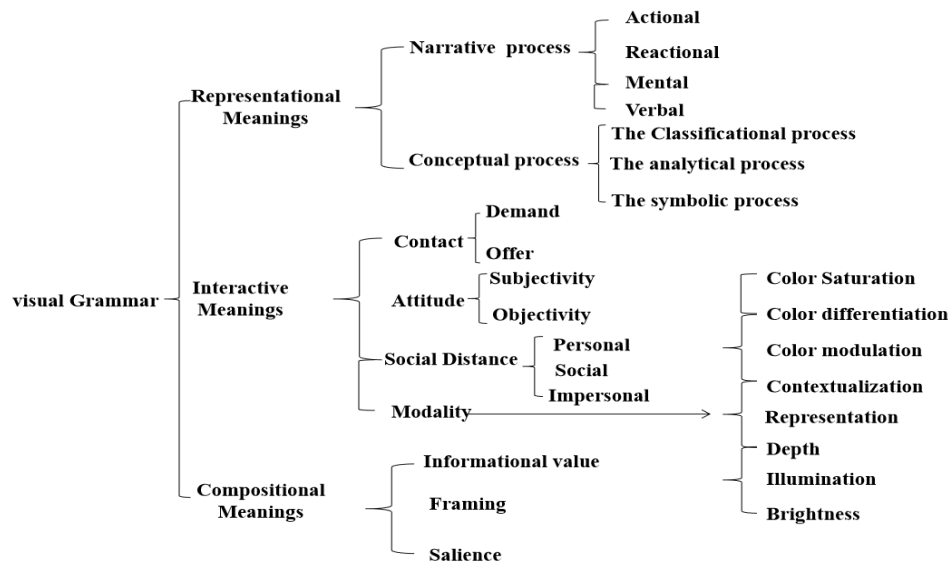 visual Grammar
Representational
Meanings
Narrative process
Actional
Reactional
Mental
Verbal
Conceptual process
The Classificational process
The analytical process
The symbolic process
Interactive
Meanings
Contact
Demand
Offer
Attitude
Subjectivity
Objectivity
Social Distance
Personal
Social
Impersonal
Modality
Color Saturation
Color differentiation
Color modulation
Contextualization
Representation
Depth
Illumination
Brightness
Compositional
Meanings
Informational value
Framing
Salience